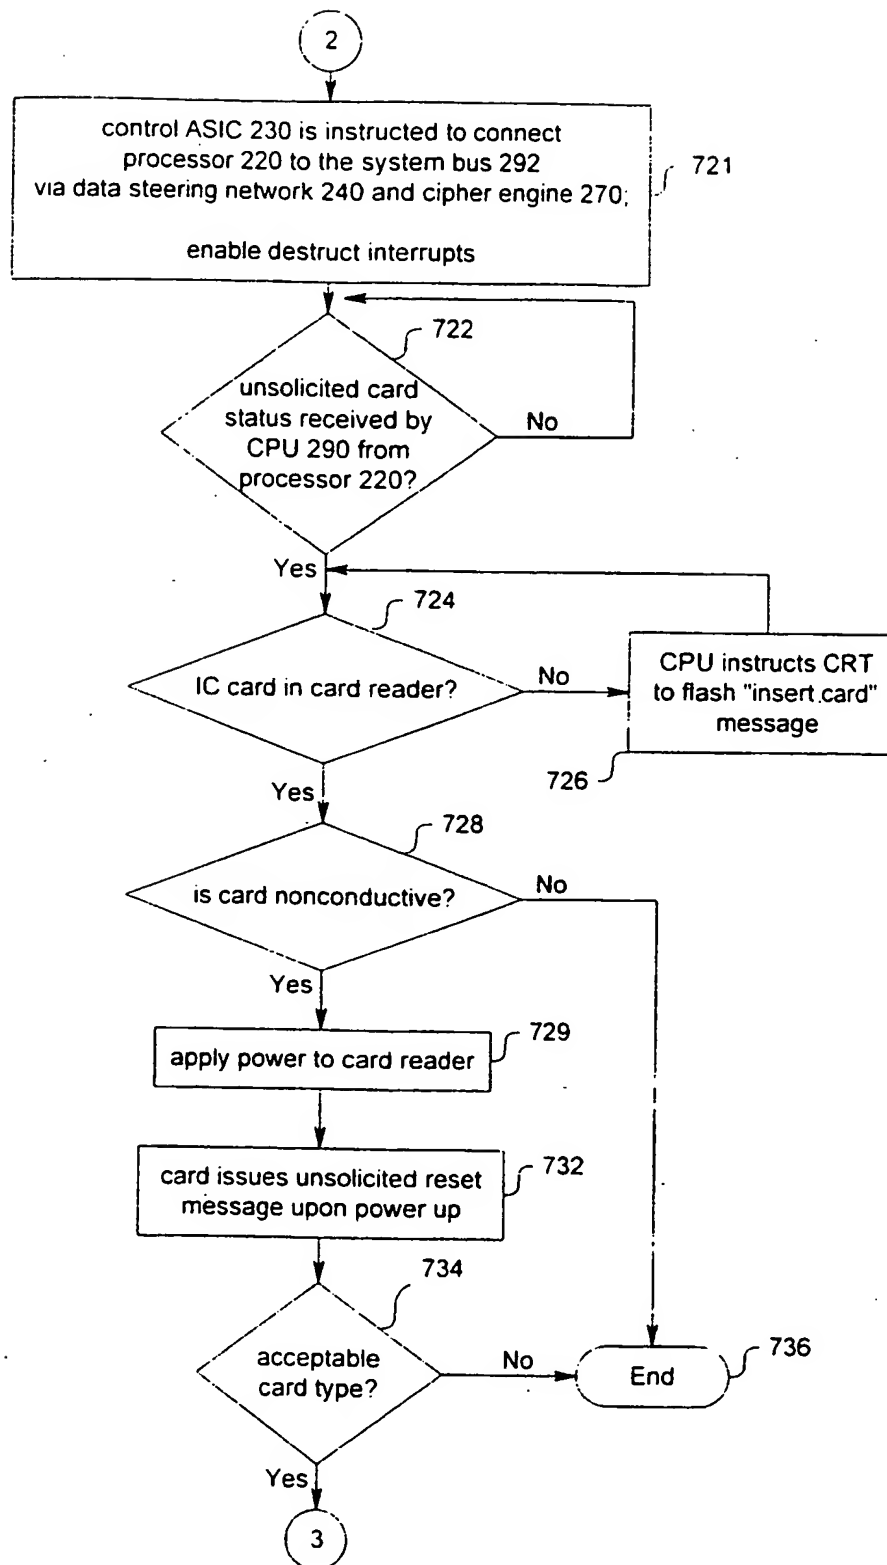 2
control ASIC 230 is instructed to connect
processor 220 to the system bus 292
via data steering network 240 and cipher engine 270;
enable destruct interrupts
721
722
unsolicited card
status received by
CPU 290 from
processor 220?
No
Yes
724
IC card in card reader?
No
CPU instructs CRT
to flash "insert.card"
message
726
Yes
728
is card nonconductive?
No
Yes
729
apply power to card reader
732
card issues unsolicited reset
message upon power up
734
acceptable
card type?
No
End
736
Yes
3